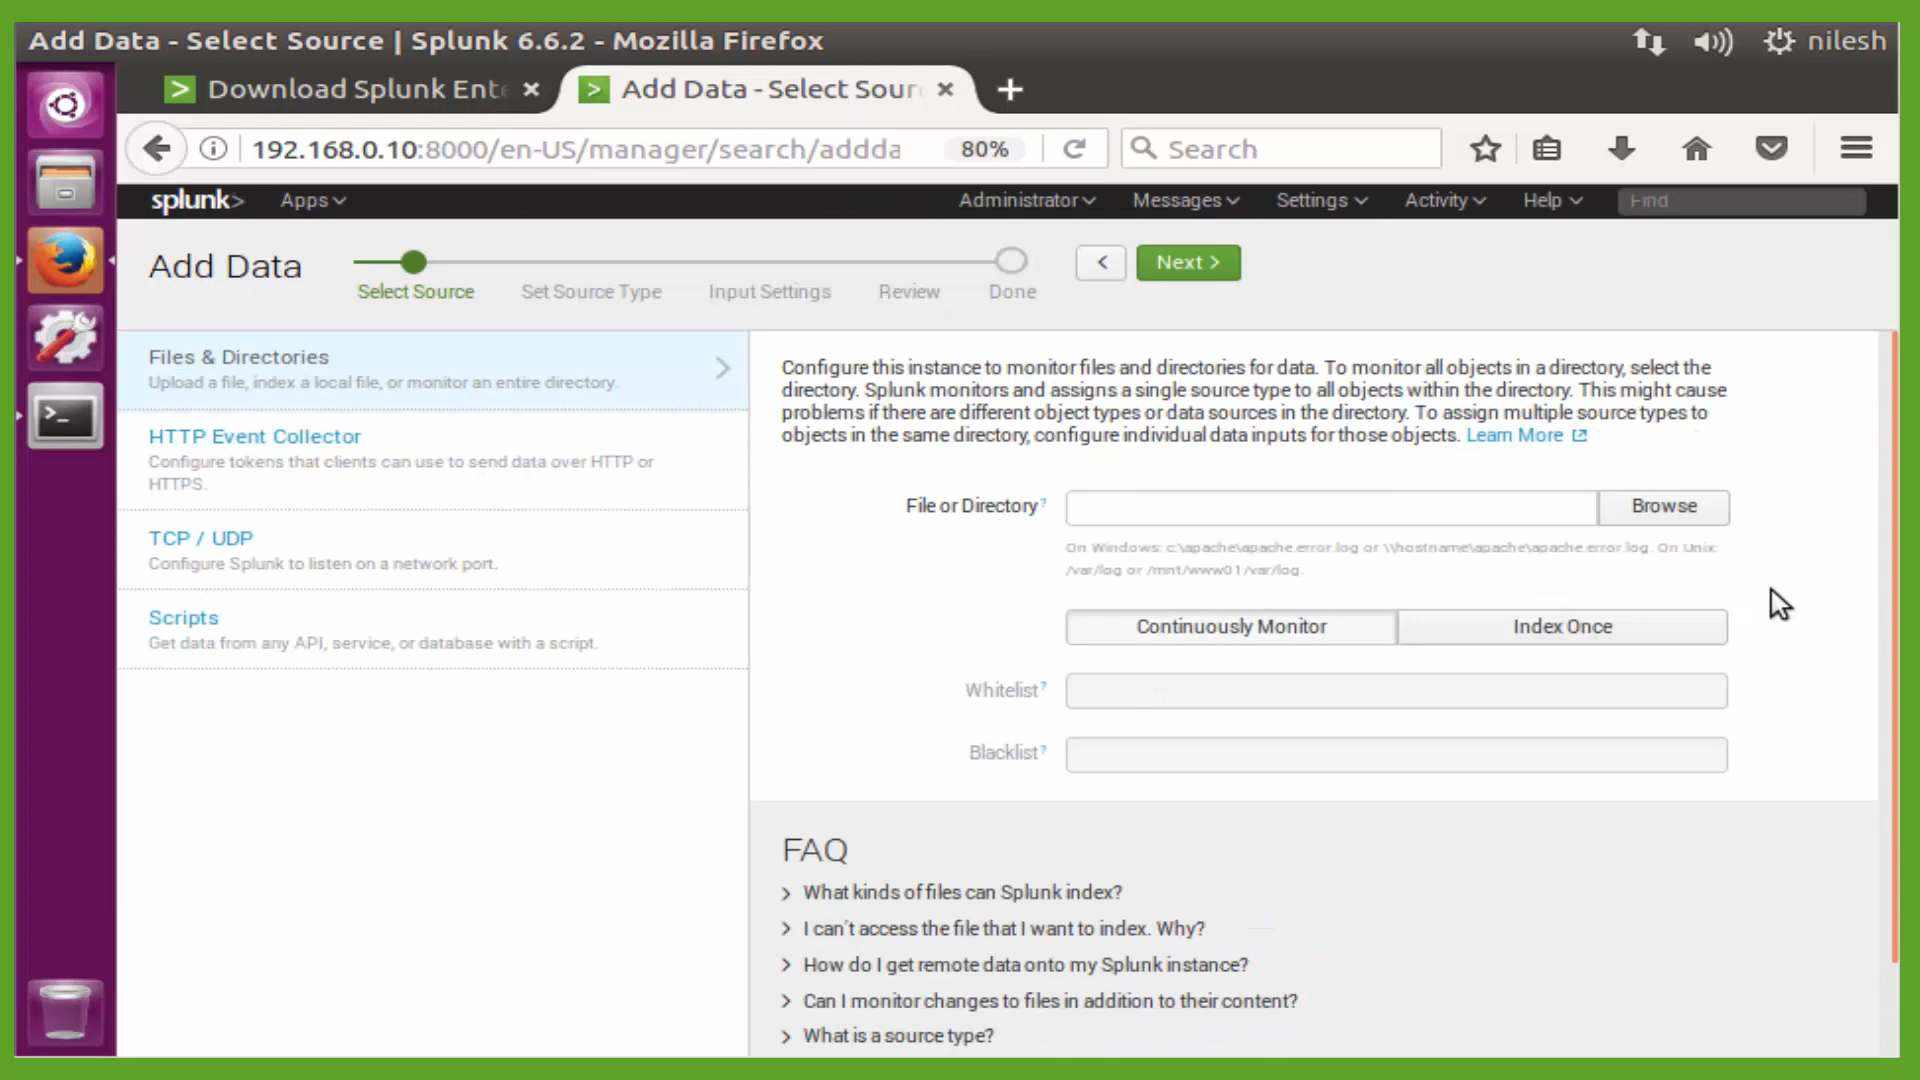 Add Data - Select Source | Splunk 6.6.2 - Mozilla Firefox
nilesh
Download Splunk Ente
Add Data - Select Sour
192.168.0.10:8000/en-US/manager/search/addda
80%
Search
splunk>
Apps
Administrator
Messages
Settings
Activity
Help
Find
Add Data
Select Source
Set Source Type
Input Settings
Review
Done
<
Next >
Files & Directories
Upload a file, index a local file, or monitor an entire directory.
HTTP Event Collector
Configure tokens that clients can use to send data over HTTP or
HTTPS.
TCP / UDP
Configure Splunk to listen on a network port.
Scripts
Get data from any API, service, or database with a script.
Configure this instance to monitor files and directories for data. To monitor all objects in a directory, select the
directory. Splunk monitors and assigns a single source type to all objects within the directory. This might cause
problems if there are different object types or data sources in the directory. To assign multiple source types to
objects in the same directory, configure individual data inputs for those objects. Learn More
File or Directory?
Browse
On Windows: c:\apache\apache.error.log or \\hostname\apache\apache.error.log. On Unix:
/var/log or /mnt/www01/var/log.
Continuously Monitor
Index Once
Whitelist?
Blacklist?
FAQ
> What kinds of files can Splunk index?
> I can't access the file that I want to index. Why?
> How do I get remote data onto my Splunk instance?
> Can I monitor changes to files in addition to their content?
> What is a source type?